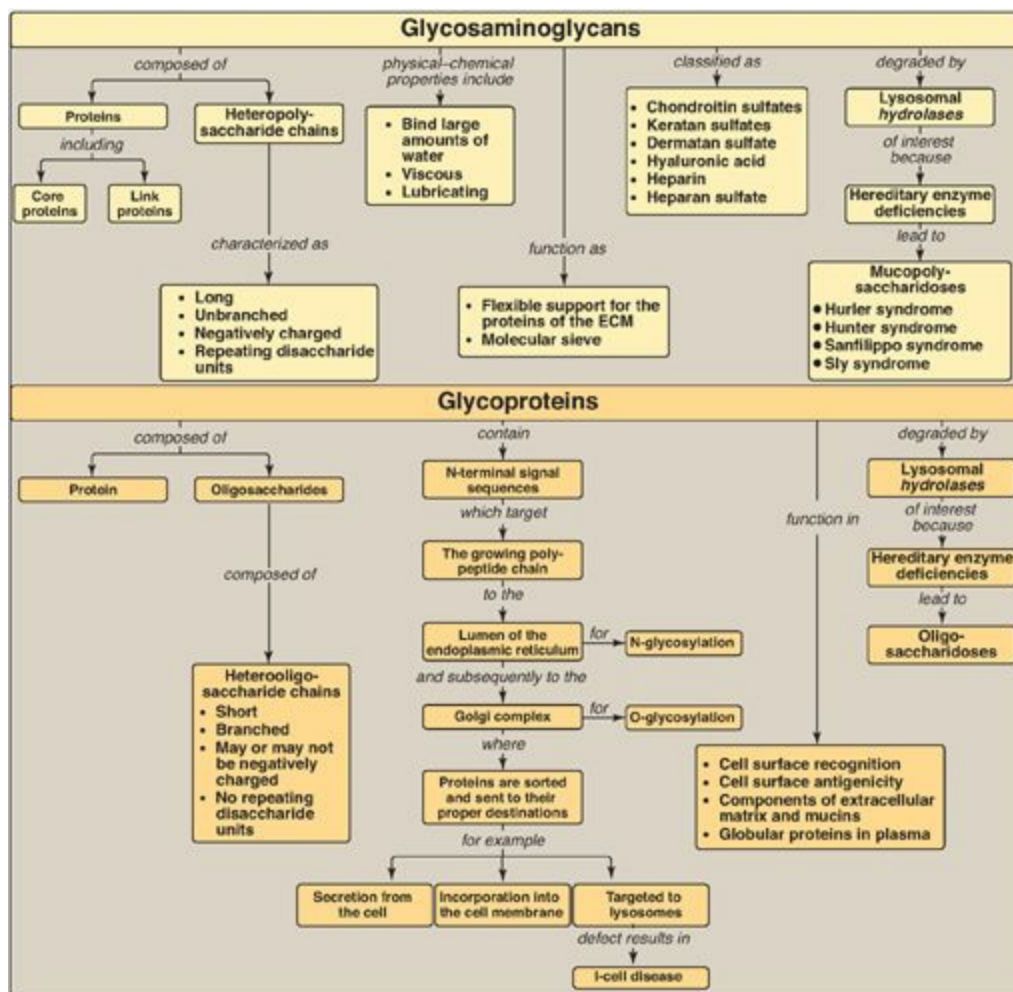 Glycosaminoglycans
composed of
Proteins
including
Core
proteins
Link
proteins
Heteropoly-
saccharide chains
characterized as
• Long
• Unbranched
• Negatively charged
• Repeating disaccharide
units
physical–chemical
properties include
• Bind large
amounts of
water
• Viscous
• Lubricating
function as
• Flexible support for the
proteins of the ECM
• Molecular sieve
classified as
• Chondroitin sulfates
• Keratan sulfates
• Dermatan sulfate
• Hyaluronic acid
• Heparin
• Heparan sulfate
degraded by
Lysosomal
hydrolases
of interest
because
Hereditary enzyme
deficiencies
lead to
Mucopoly-
saccharidoses
• Hurler syndrome
• Hunter syndrome
• Sanfilippo syndrome
• Sly syndrome
Glycoproteins
composed of
Protein
Oligosaccharides
composed of
Heterooligo-
saccharide chains
• Short
• Branched
• May or may not
be negatively
charged
• No repeating
disaccharide
units
contain
N-terminal signal
sequences
which target
The growing poly-
peptide chain
to the
Lumen of the
endoplasmic reticulum
for
N-glycosylation
and subsequently to the
Golgi complex
for
O-glycosylation
where
Proteins are sorted
and sent to their
proper destinations
for example
Secretion from
the cell
Incorporation into
the cell membrane
Targeted to
lysosomes
defect results in
I-cell disease
function in
• Cell surface recognition
• Cell surface antigenicity
• Components of extracellular
matrix and mucins
• Globular proteins in plasma
degraded by
Lysosomal
hydrolases
of interest
because
Hereditary enzyme
deficiencies
lead to
Oligo-
saccharidoses